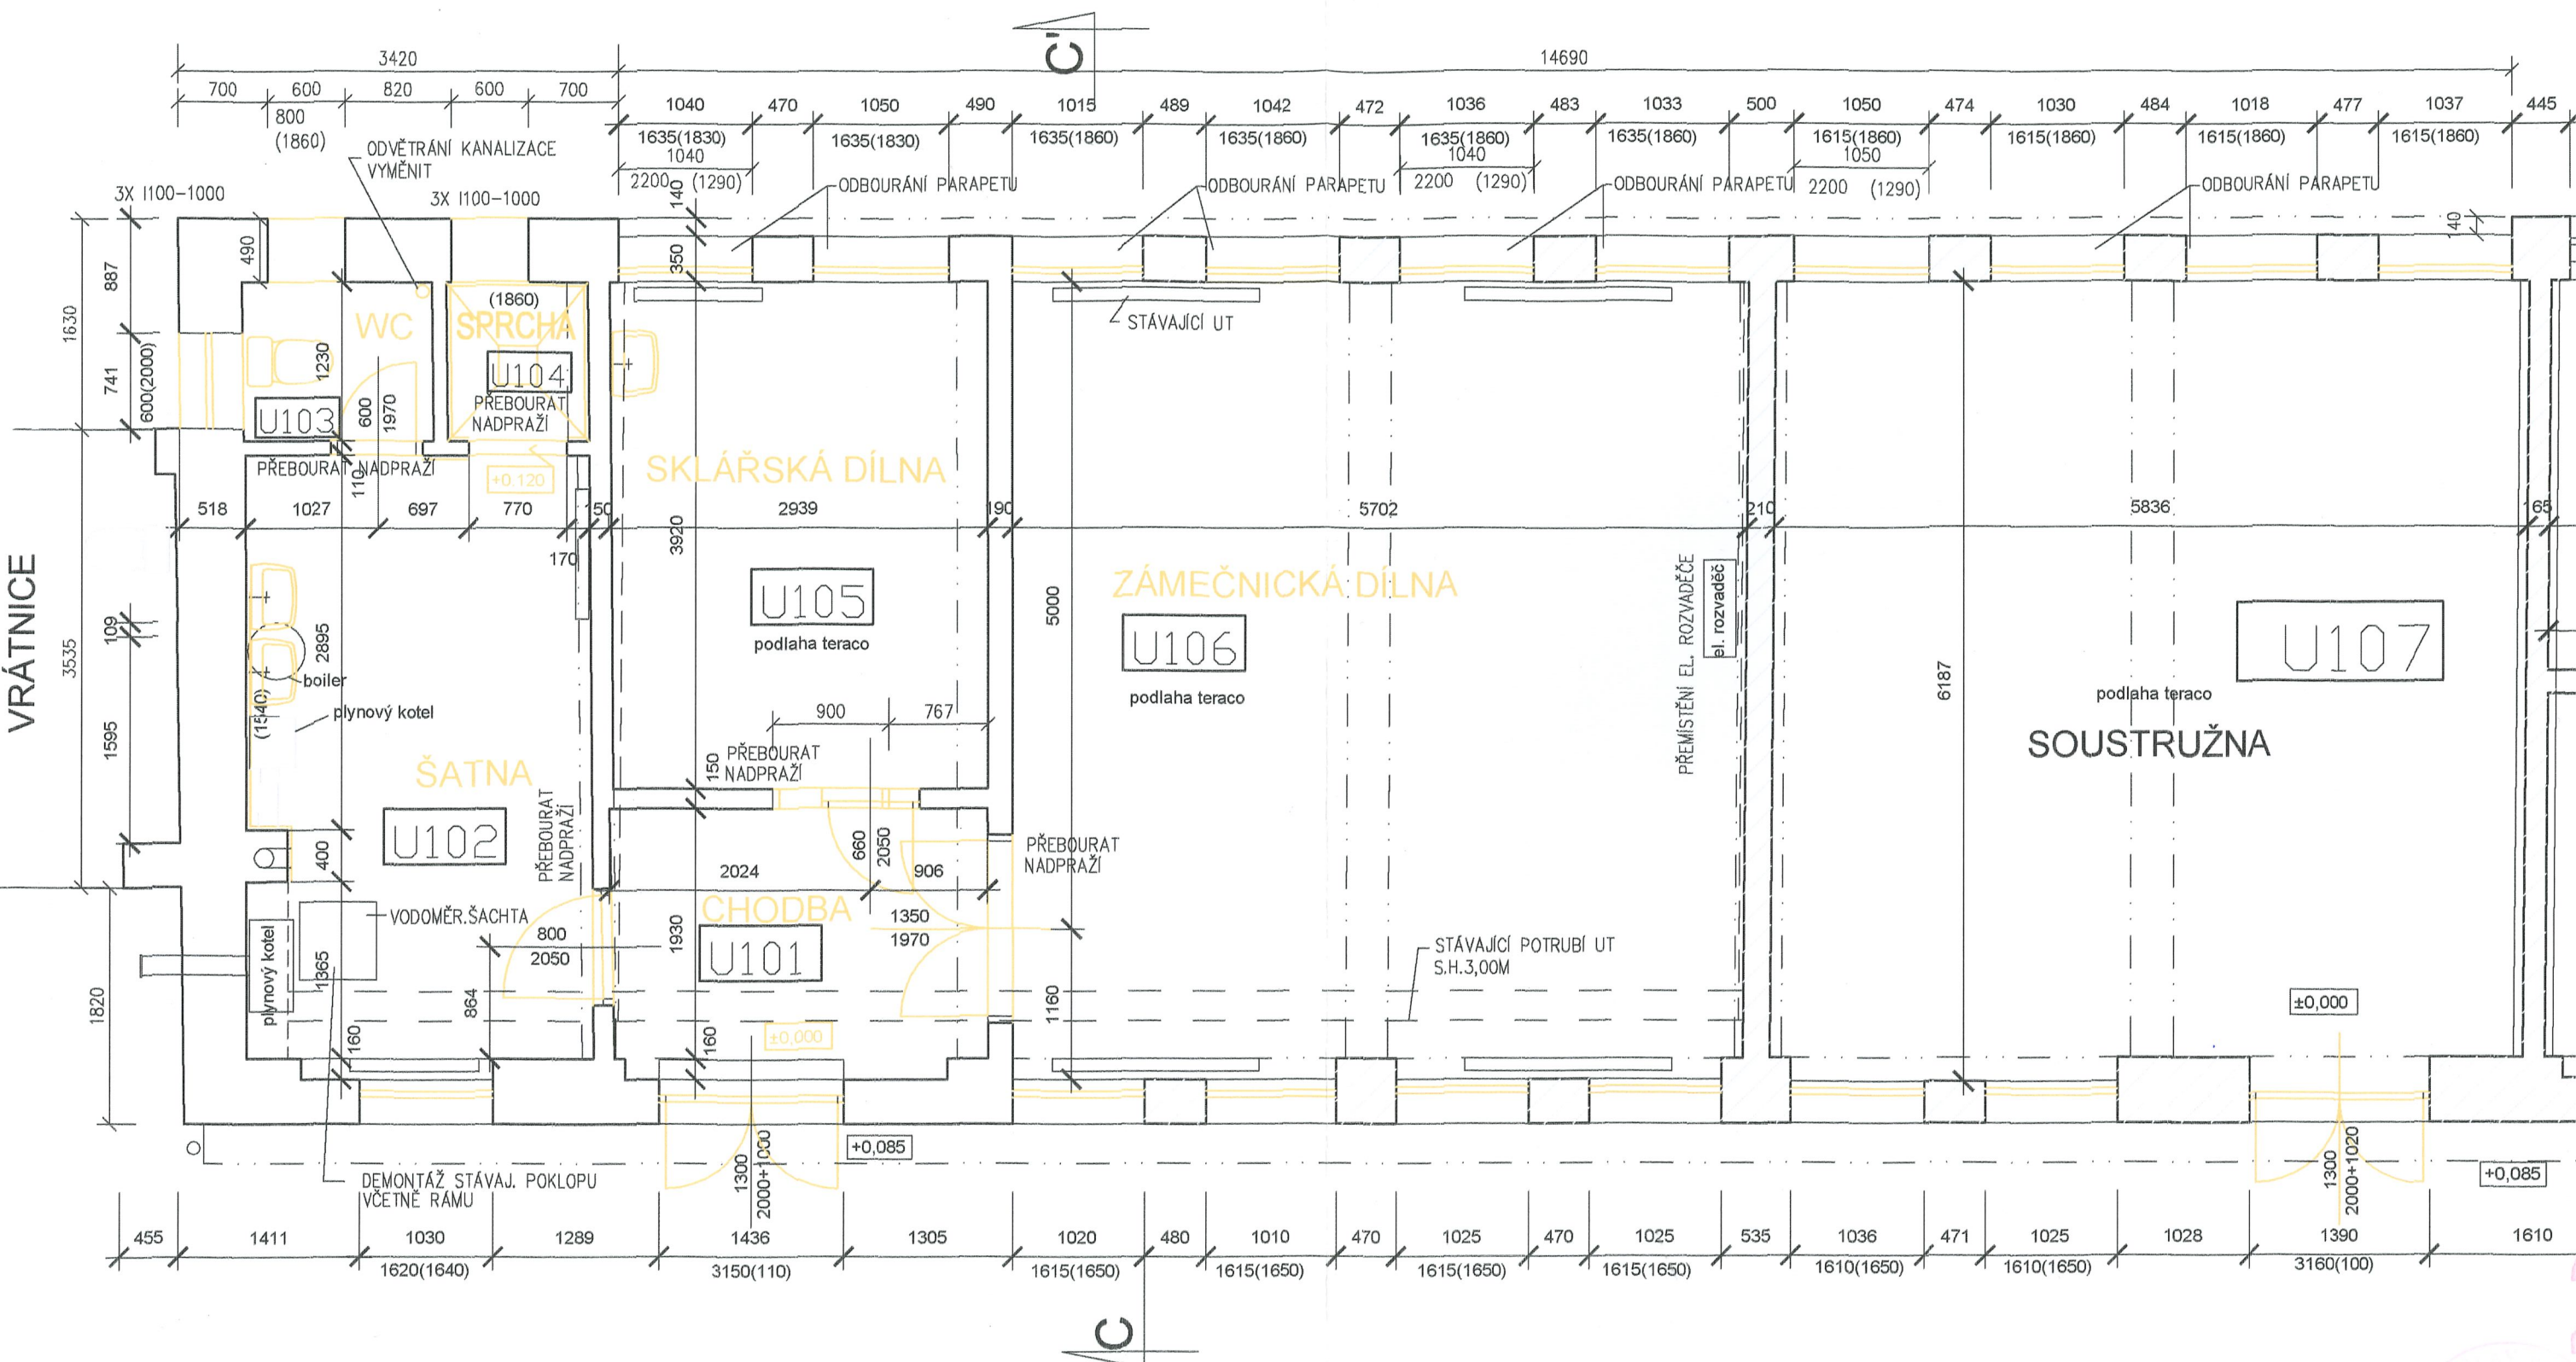 C'
3420
14690
700 600 820 600 700
800
(1860)
1040 470 1050 490 1015 489 1042 472 1036 483 1033 500 1050 474 1030 484 1018 477 1037 445
1635(1830) 1635(1830) 1635(1860) 1635(1860) 1635(1860) 1635(1860) 1615(1860) 1615(1860) 1615(1860) 1615(1860)
1040 1040 1050
2200 (1290) 2200 (1290) 2200 (1290)
ODVĚTRÁNÍ KANALIZACE
VYMĚNIT
3X I100-1000
3X I100-1000
ODBOURÁNÍ PARAPETU
ODBOURÁNÍ PARAPETU
ODBOURÁNÍ PARAPETU
ODBOURÁNÍ PARAPETU
140
350
490
887
1630
741
600(2000)
WC
1230
600
1970
U103
(1860)
SPRCHA
U104
PŘEBOURAT
NADPRAŽÍ
PŘEBOURAT NADPRAŽÍ
110
+0,120
STÁVAJÍCÍ UT
SKLÁŘSKÁ DÍLNA
518 1027 697 770 150 2939 190 5702 210 5836 165
170
3920
VRÁTNICE
109
3535
1595
2895
boiler
(1540)
plynový kotel
ŠATNA
U102
400
PŘEBOURAT
NADPRAŽÍ
U105
podlaha teraco
900 767
150
PŘEBOURAT
NADPRAŽÍ
5000
ZÁMEČNICKÁ DÍLNA
U106
podlaha teraco
PŘEMÍSTĚNÍ EL. ROZVADĚČE
el. rozvaděč
6187
U107
podlaha teraco
SOUSTRUŽNA
660
2050
PŘEBOURAT
NADPRAŽÍ
2024 906
CHODBA
1350
1970
U101
1930
VODOMĚR.ŠACHTA
plynový kotel
1365
800
2050
864
160
160
1820
1160
STÁVAJÍCÍ POTRUBÍ UT
S.H.3,00M
±0,000
±0,000
+0,085
+0,085
DEMONTÁŽ STÁVAJ. POKLOPU
VČETNĚ RÁMU
1300
2000+1000
1300
2000+1020
455 1411 1030 1289 1436 1305 1020 480 1010 470 1025 470 1025 535 1036 471 1025 1028 1390 1610
1620(1640) 3150(110) 1615(1650) 1615(1650) 1615(1650) 1615(1650) 1610(1650) 1610(1650) 3160(100)
C